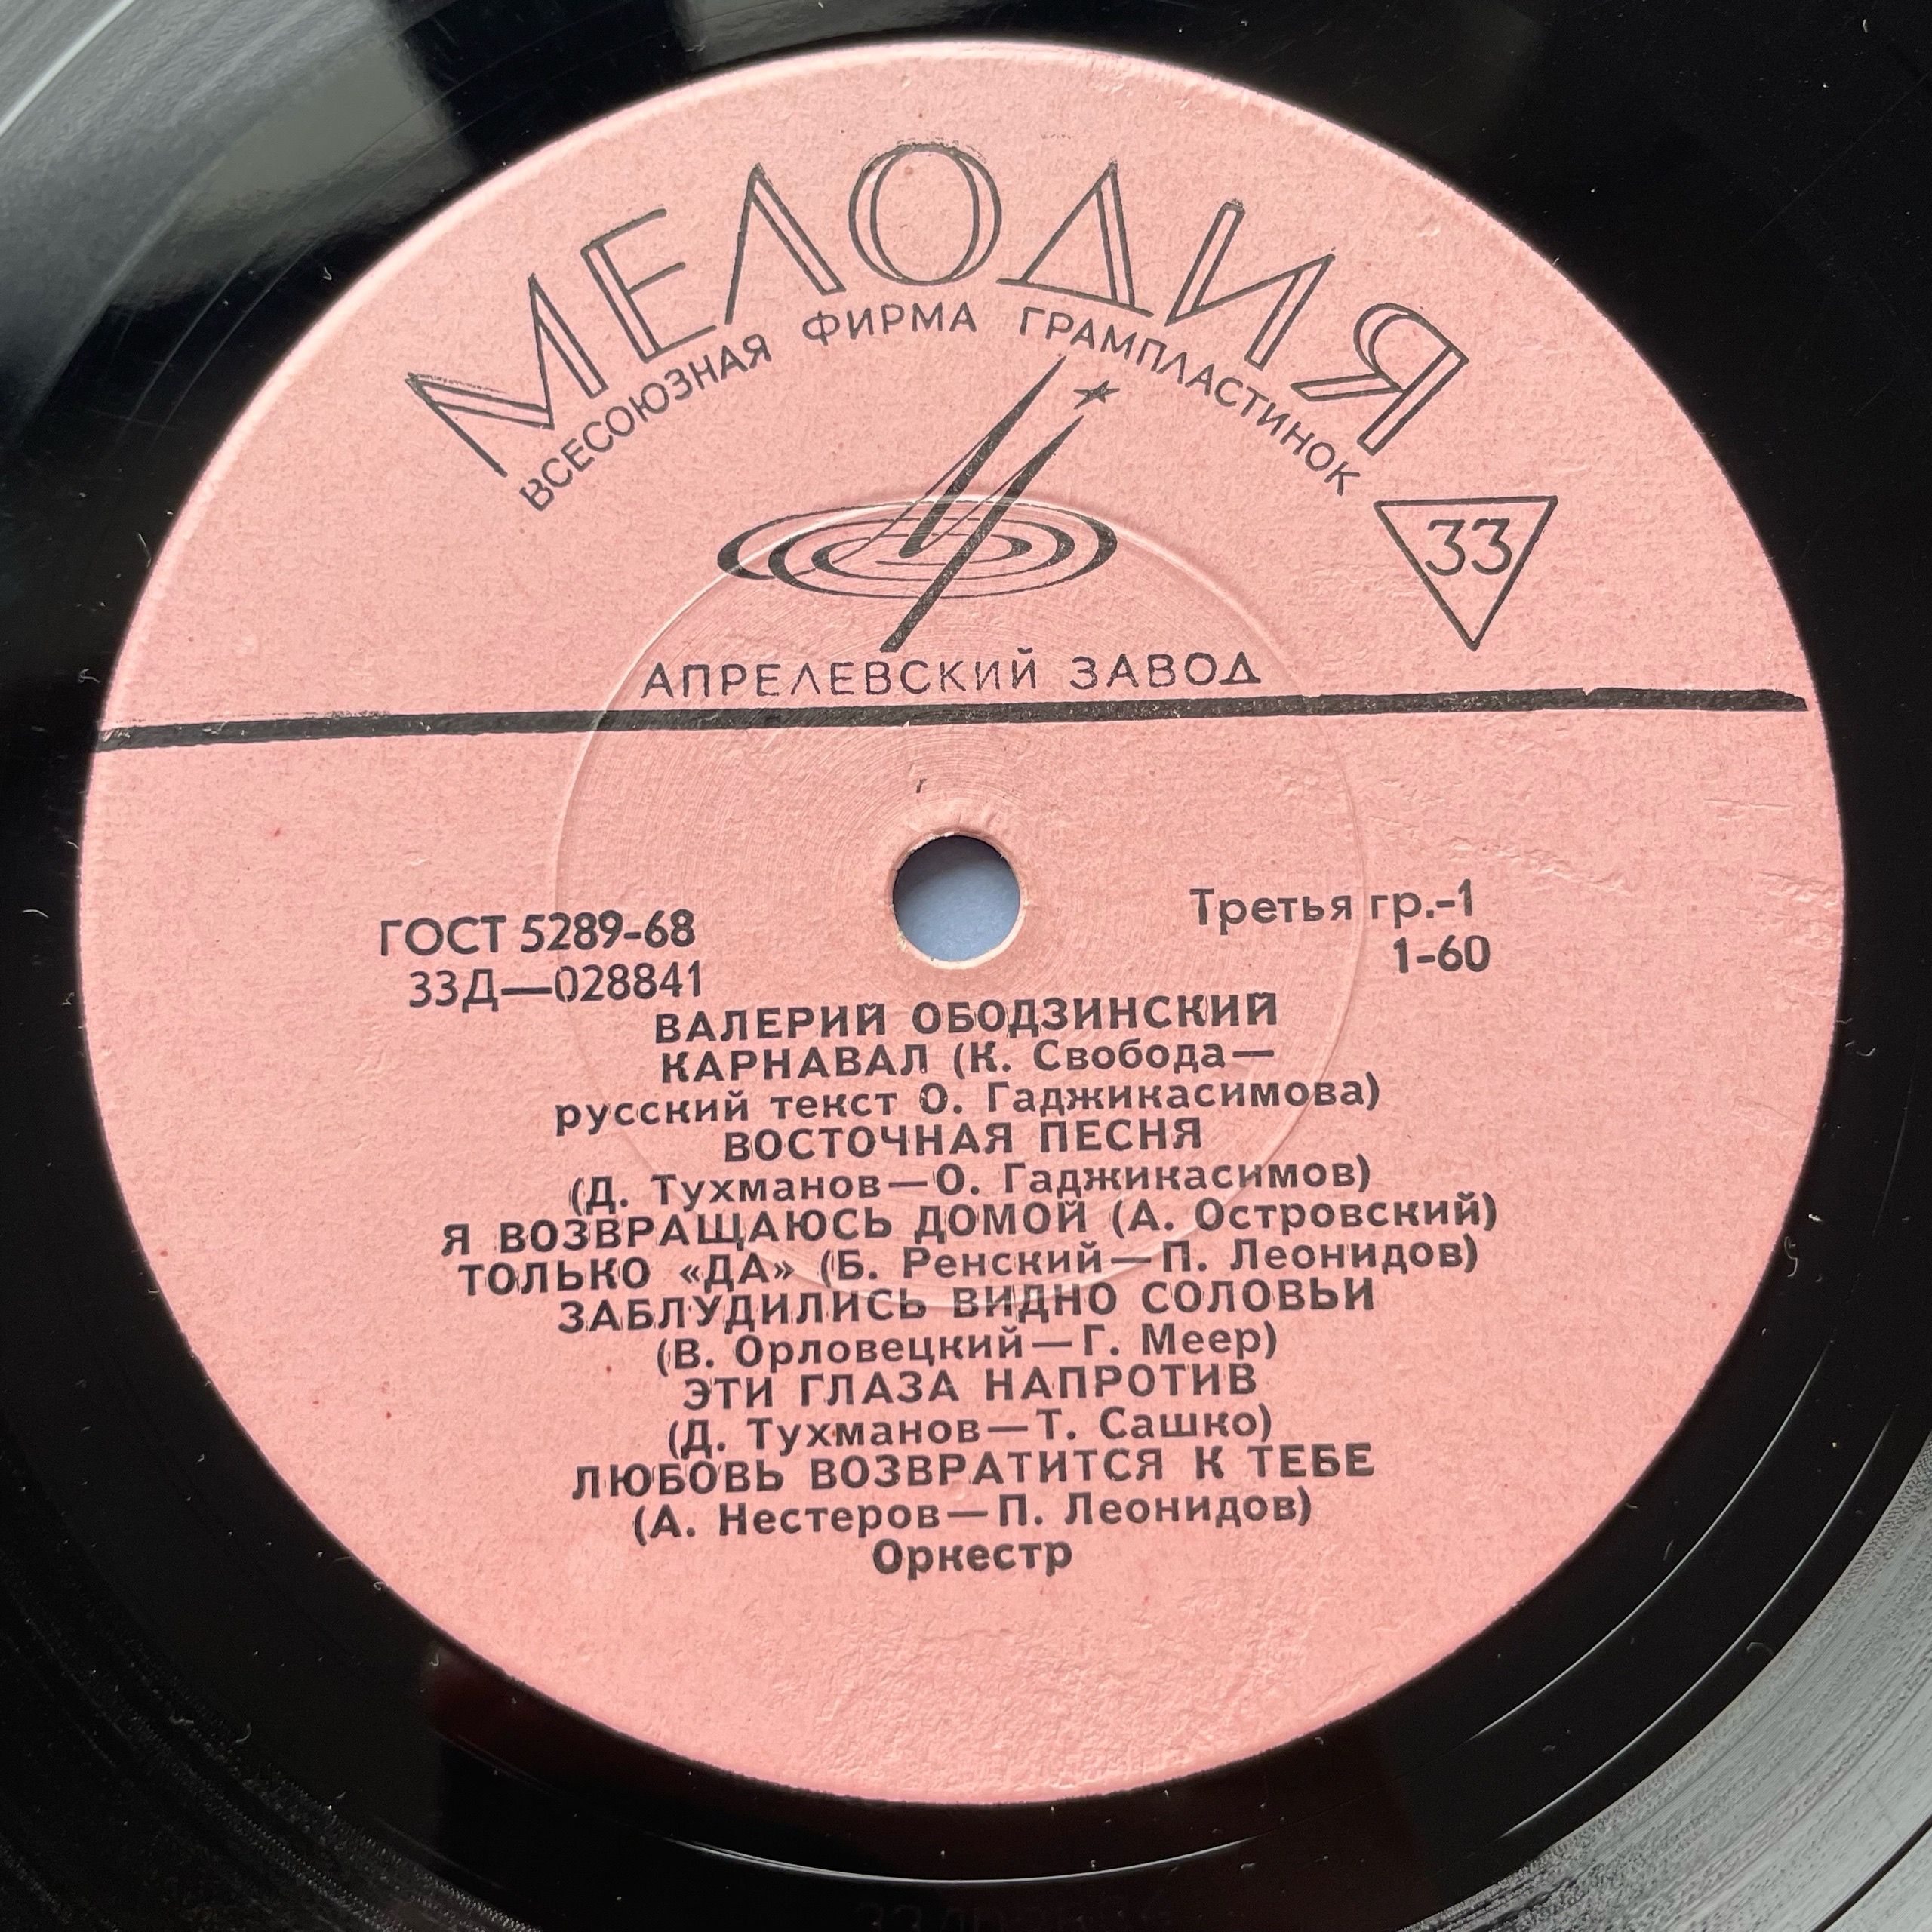 МЕЛОДИЯ
ВСЕСОЮЗНАЯ ФИРМА ГРАМПЛАСТИНОК
33
АПРЕЛЕВСКИЙ ЗАВОД
ГОСТ 5289-68
Третья гр.-1
33Д—028841
1-60
ВАЛЕРИЙ ОБОДЗИНСКИЙ
КАРНАВАЛ (К. Свобода—
русский текст О. Гаджикасимова)
ВОСТОЧНАЯ ПЕСНЯ
(Д. Тухманов—О. Гаджикасимов)
Я ВОЗВРАЩАЮСЬ ДОМОЙ (А. Островский)
ТОЛЬКО «ДА» (Б. Ренский—П. Леонидов)
ЗАБЛУДИЛИСЬ ВИДНО СОЛОВЬИ
(В. Орловецкий—Г. Меер)
ЭТИ ГЛАЗА НАПРОТИВ
(Д. Тухманов—Т. Сашко)
ЛЮБОВЬ ВОЗВРАТИТСЯ К ТЕБЕ
(А. Нестеров—П. Леонидов)
Оркестр